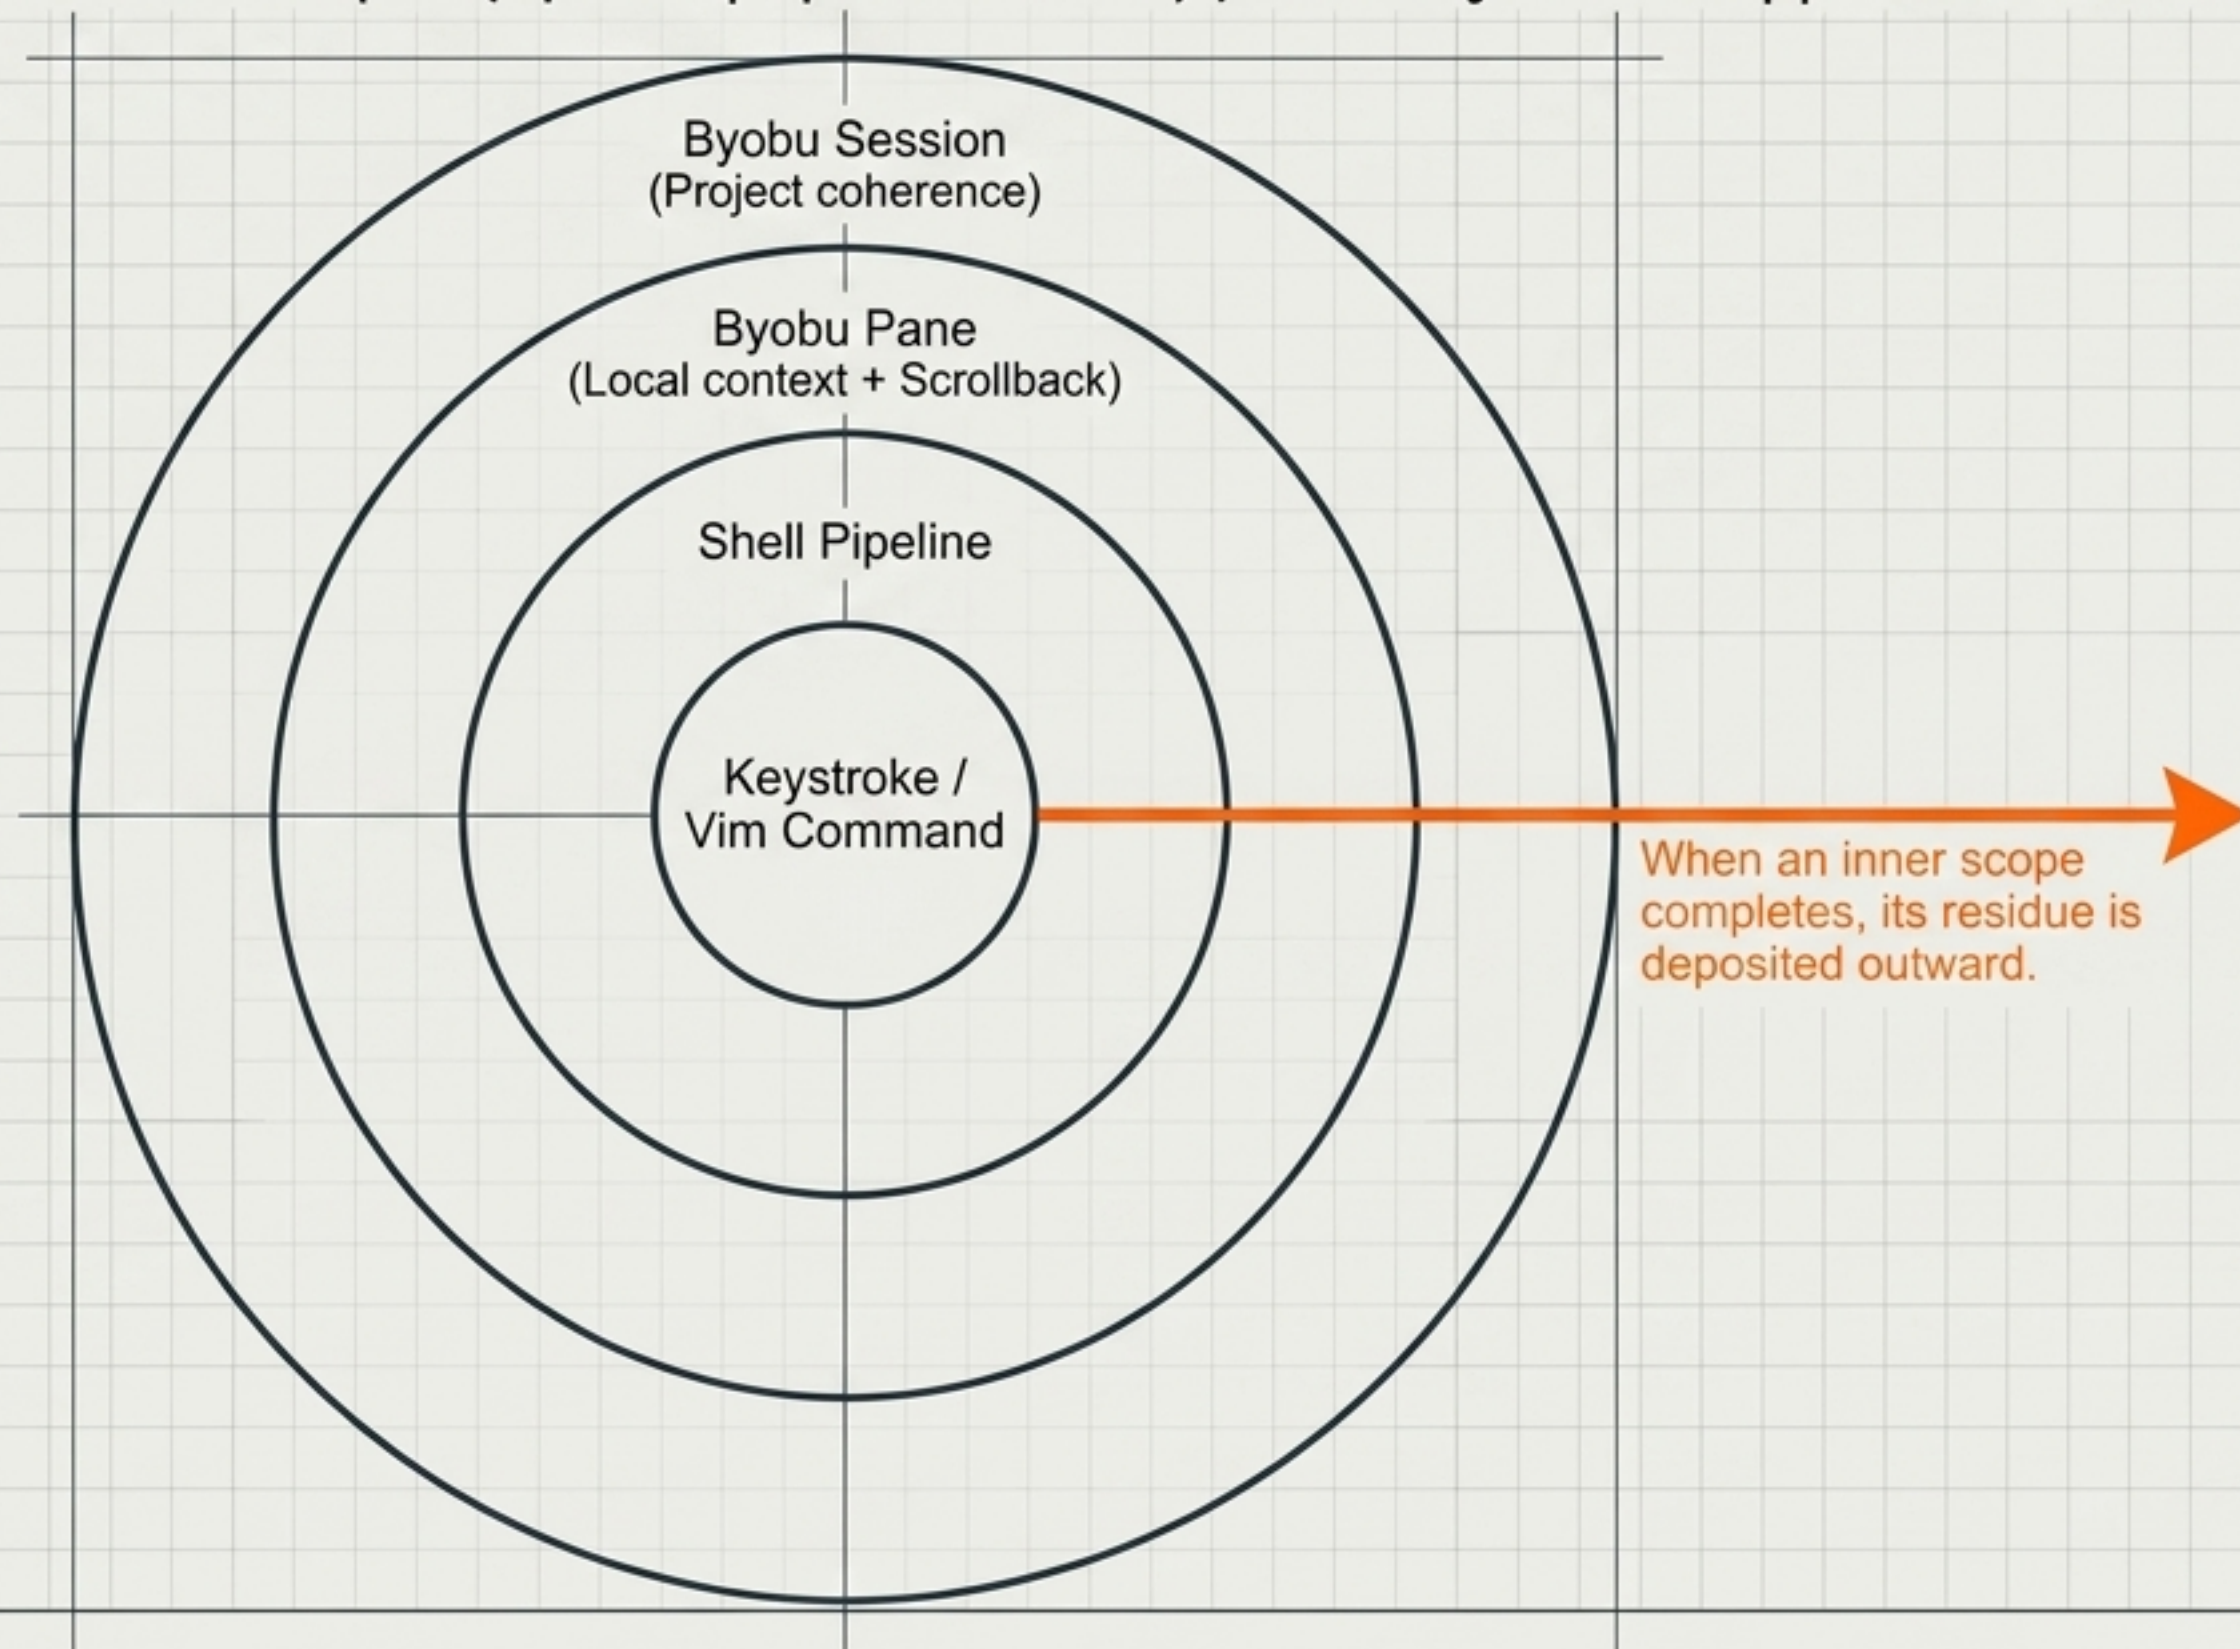 Byobu Session
(Project coherence)
Byobu Pane
(Local context + Scrollback)
Shell Pipeline
Keystroke /
Vim Command
When an inner scope
completes, its residue is
deposited outward.